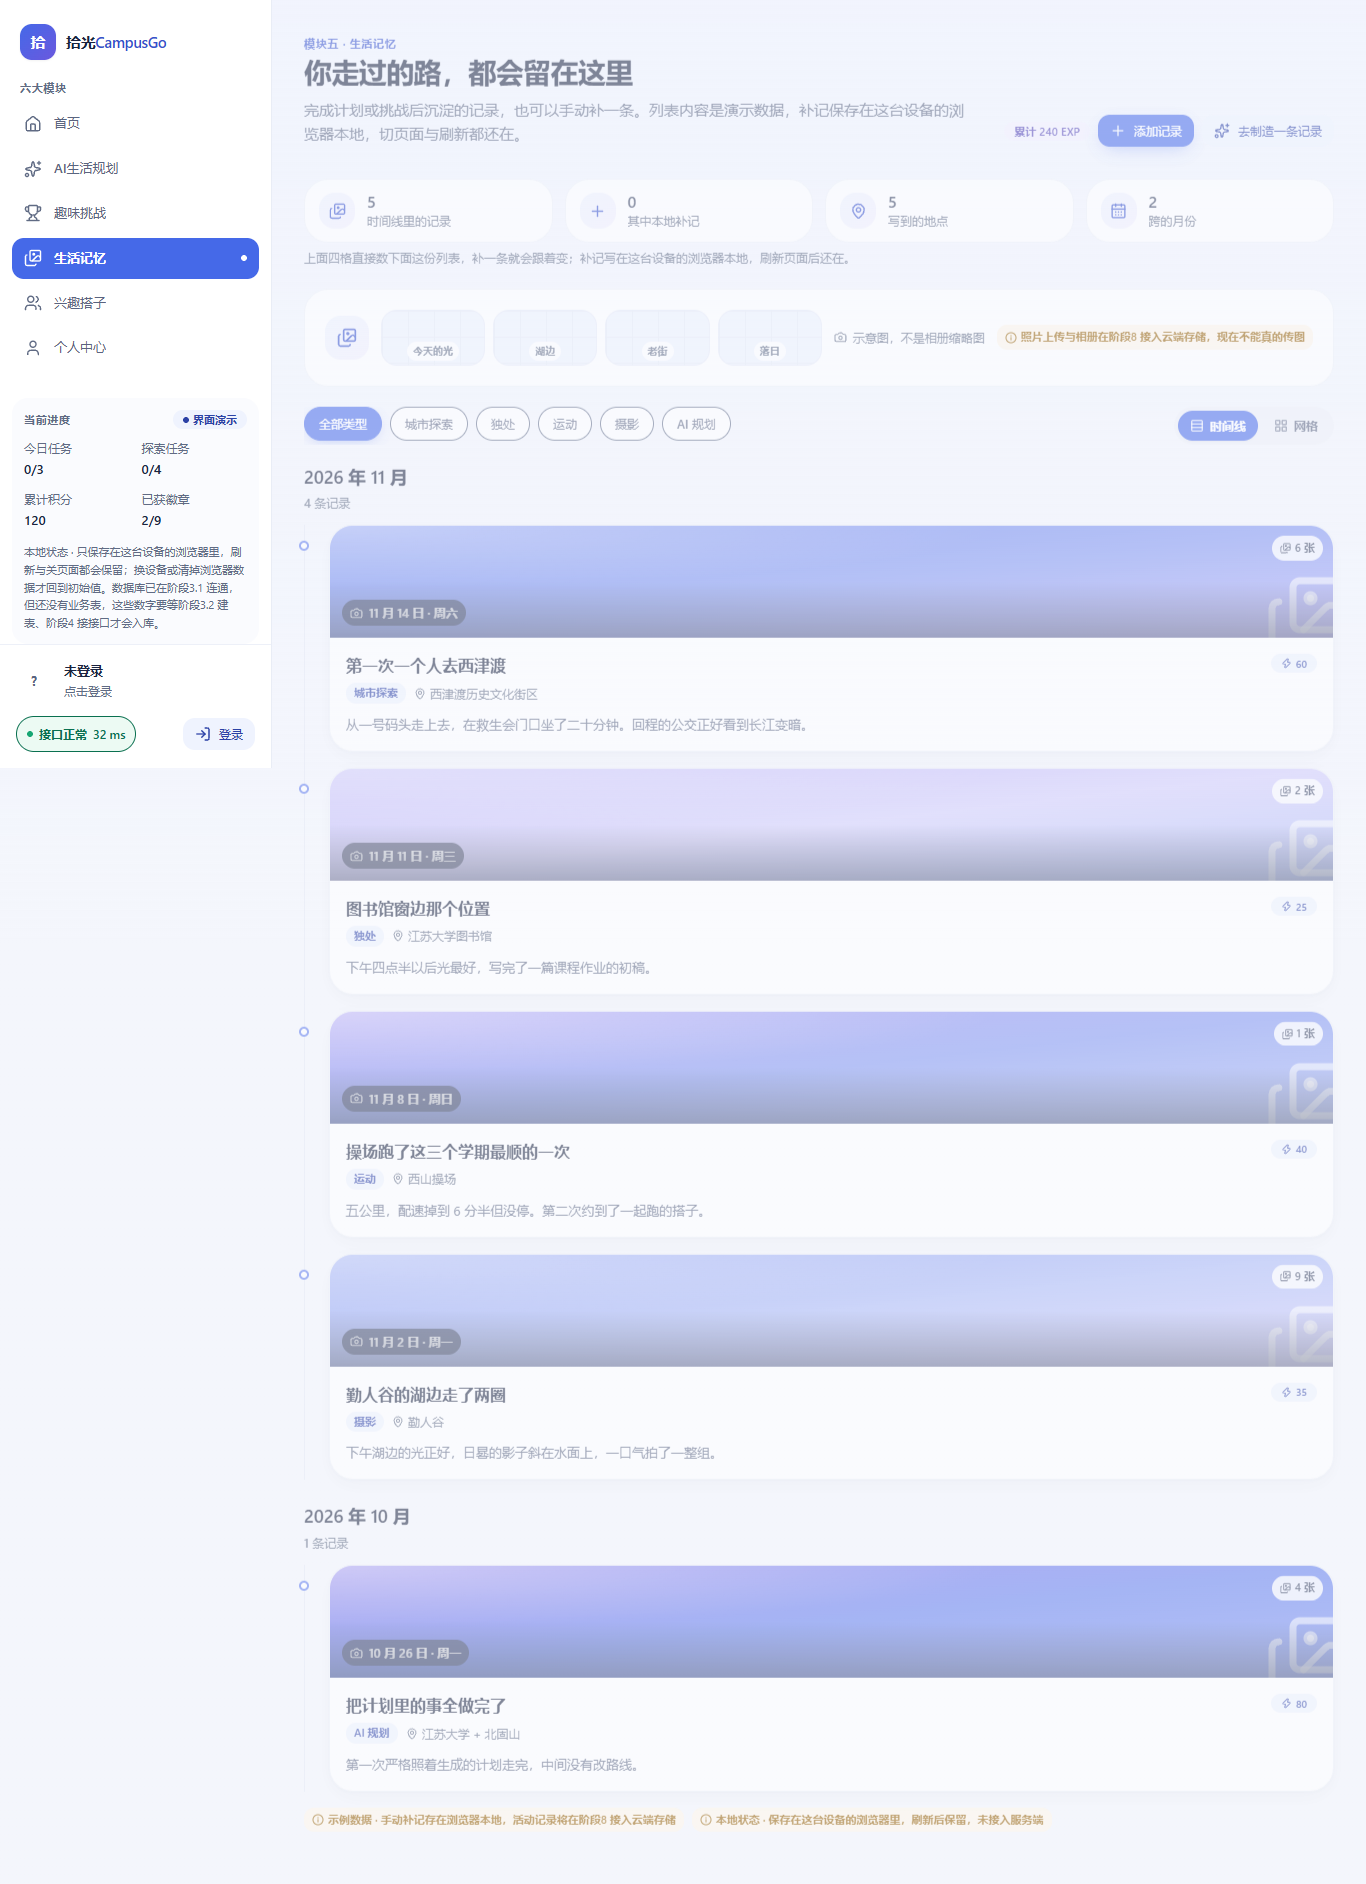 拾 拾光CampusGo
六大模块
首页
AI生活规划
趣味挑战
生活记忆
兴趣搭子
个人中心
当前进度 界面演示
今日任务 探索任务
0/3 0/4
累计积分 已获徽章
120 2/9
本地状态 · 只保存在这台设备的浏览器里，刷
新与关页面都会保留；换设备或清掉浏览器数
据才回到初始值。数据库已在阶段3.1 连通，
但还没有业务表，这些数字要等阶段3.2 建
表、阶段4 接接口才会入库。
? 未登录
点击登录
接口正常 32 ms 登录
模块五 · 生活记忆
你走过的路，都会留在这里
完成计划或挑战后沉淀的记录，也可以手动补一条。列表内容是演示数据，补记保存在这台设备的浏
览器本地，切页面与刷新都还在。
累计 240 EXP 添加记录 去制造一条记录
5
时间线里的记录
0
其中本地补记
5
写到的地点
2
跨的月份
上面四格直接数下面这份列表，补一条就会跟着变；补记写在这台设备的浏览器本地，刷新页面后还在。
今天的光 湖边 老街 落日 示意图，不是相册缩略图 照片上传与相册在阶段8 接入云端存储，现在不能真的传图
全部类型 城市探索 独处 运动 摄影 AI 规划 时间线 网格
2026 年 11 月
4 条记录
6 张
11 月 14 日 · 周六
第一次一个人去西津渡 60
城市探索 西津渡历史文化街区
从一号码头走上去，在救生会门口坐了二十分钟。回程的公交正好看到长江变暗。
2 张
11 月 11 日 · 周三
图书馆窗边那个位置 25
独处 江苏大学图书馆
下午四点半以后光最好，写完了一篇课程作业的初稿。
1 张
11 月 8 日 · 周日
操场跑了这三个学期最顺的一次 40
运动 西山操场
五公里，配速掉到 6 分半但没停。第二次约到了一起跑的搭子。
9 张
11 月 2 日 · 周一
勤人谷的湖边走了两圈 35
摄影 勤人谷
下午湖边的光正好，日晷的影子斜在水面上，一口气拍了一整组。
2026 年 10 月
1 条记录
4 张
10 月 26 日 · 周一
把计划里的事全做完了 80
AI 规划 江苏大学 + 北固山
第一次严格照着生成的计划走完，中间没有改路线。
示例数据 · 手动补记存在浏览器本地，活动记录将在阶段8 接入云端存储 本地状态 · 保存在这台设备的浏览器里，刷新后保留，未接入服务端